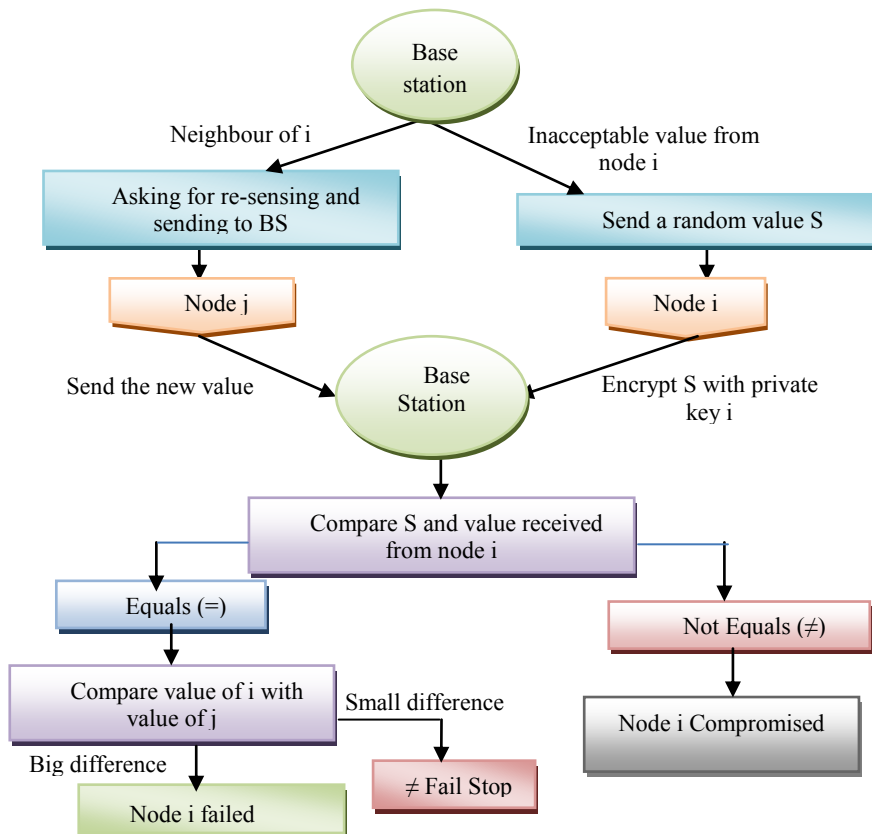 Base
station
Neighbour of i
Inacceptable value from
node i
Asking for re-sensing and
sending to BS
Send a random value S
Node j
Node i
Send the new value
Base
Station
Encrypt S with private
key i
Compare S and value received
from node i
Equals (=)
Not Equals (≠)
Compare value of i with
value of j
Small difference
Node i Compromised
Big difference
≠ Fail Stop
Node i failed